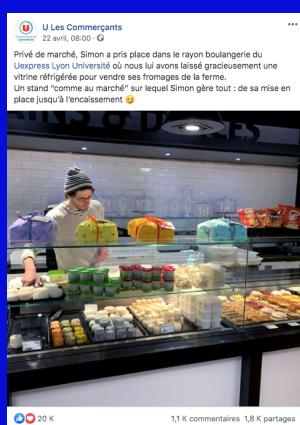 U Les Commerçants
22 avril, 08:00 ·
Privé de marché, Simon a pris place dans le rayon boulangerie du
Uexpress Lyon Université où nous lui avons laissé gracieusement une
vitrine réfrigérée pour vendre ses fromages de la ferme.
Un stand “comme au marché” sur lequel Simon gère tout : de sa mise en
place jusqu’à l’encaissement 😉
20 K
1,1 K commentaires 1,8 K partages